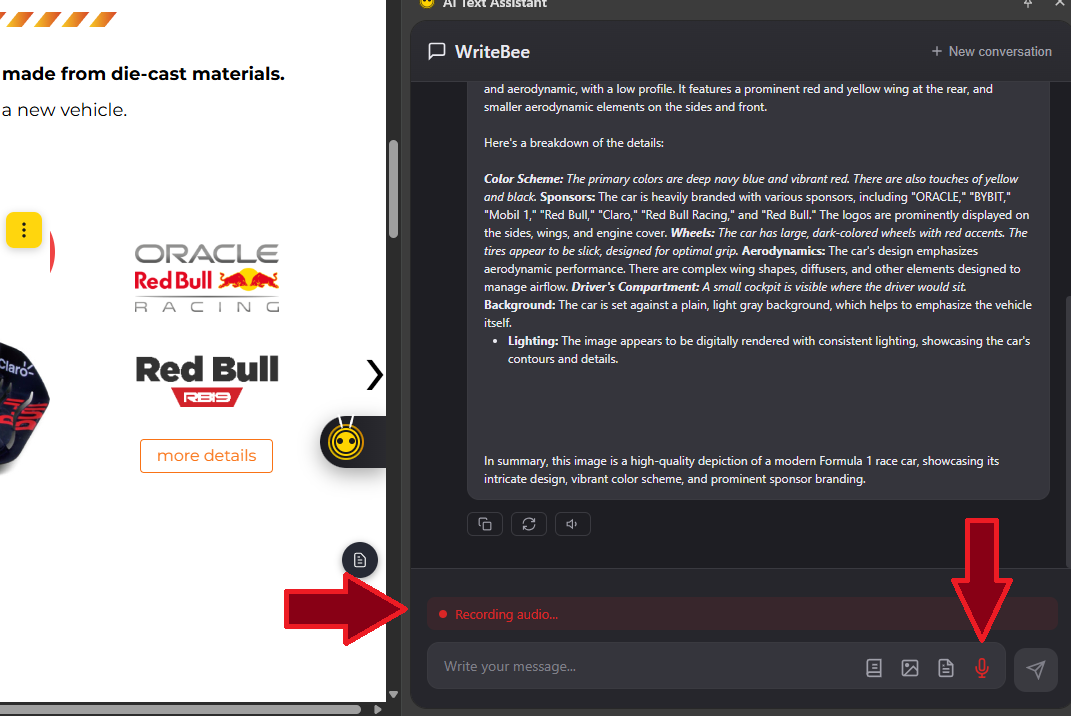 made from die-cast materials.
a new vehicle.
ORACLE
Red Bull
RACING
Claro
Red Bull
RB19
more details
AI Text Assistant
WriteBee
+ New conversation
and aerodynamic, with a low profile. It features a prominent red and yellow wing at the rear, and
smaller aerodynamic elements on the sides and front.
Here's a breakdown of the details:
Color Scheme: The primary colors are deep navy blue and vibrant red. There are also touches of yellow
and black. Sponsors: The car is heavily branded with various sponsors, including "ORACLE," "BYBIT,"
"Mobil 1," "Red Bull," "Claro," "Red Bull Racing," and "Red Bull." The logos are prominently displayed on
the sides, wings, and engine cover. Wheels: The car has large, dark-colored wheels with red accents. The
tires appear to be slick, designed for optimal grip. Aerodynamics: The car's design emphasizes
aerodynamic performance. There are complex wing shapes, diffusers, and other elements designed to
manage airflow. Driver's Compartment: A small cockpit is visible where the driver would sit.
Background: The car is set against a plain, light gray background, which helps to emphasize the vehicle
itself.
• Lighting: The image appears to be digitally rendered with consistent lighting, showcasing the car's
contours and details.
In summary, this image is a high-quality depiction of a modern Formula 1 race car, showcasing its
intricate design, vibrant color scheme, and prominent sponsor branding.
Recording audio...
Write your message...